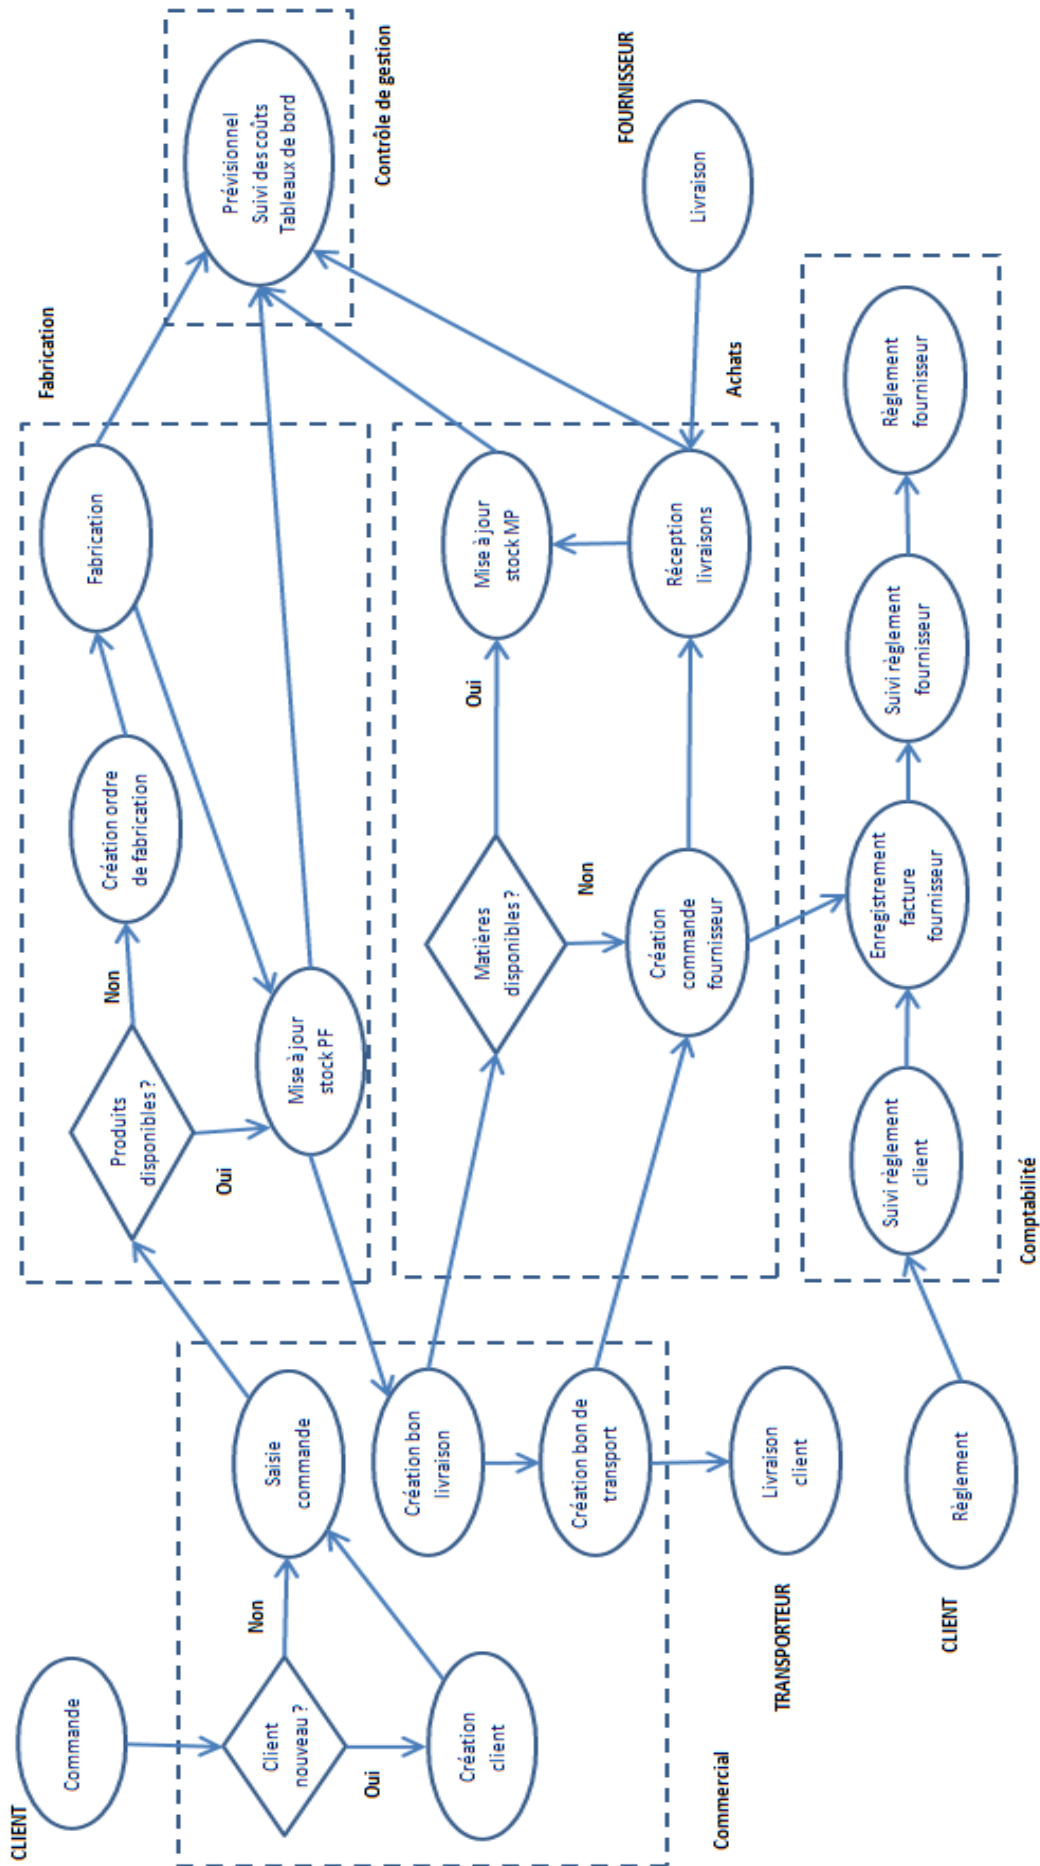 CLIENT
Commande
Client
nouveau ?
Non
Oui
Création
client
Commercial
Saisie
commande
Création bon
livraison
Création bon de
transport
TRANSPORTEUR
Livraison
client
Fabrication
Produits
disponibles ?
Non
Oui
Création ordre
de fabrication
Fabrication
Mise à jour
stock PF
Contrôle de gestion
Prévisionnel
Suivi des coûts
Tableaux de bord
Achats
Matières
disponibles ?
Oui
Non
Mise à jour
stock MP
Création
commande
fournisseur
Réception
livraisons
FOURNISSEUR
Livraison
CLIENT
Règlement
Comptabilité
Suivi règlement
client
Enregistrement
facture
fournisseur
Suivi règlement
fournisseur
Règlement
fournisseur